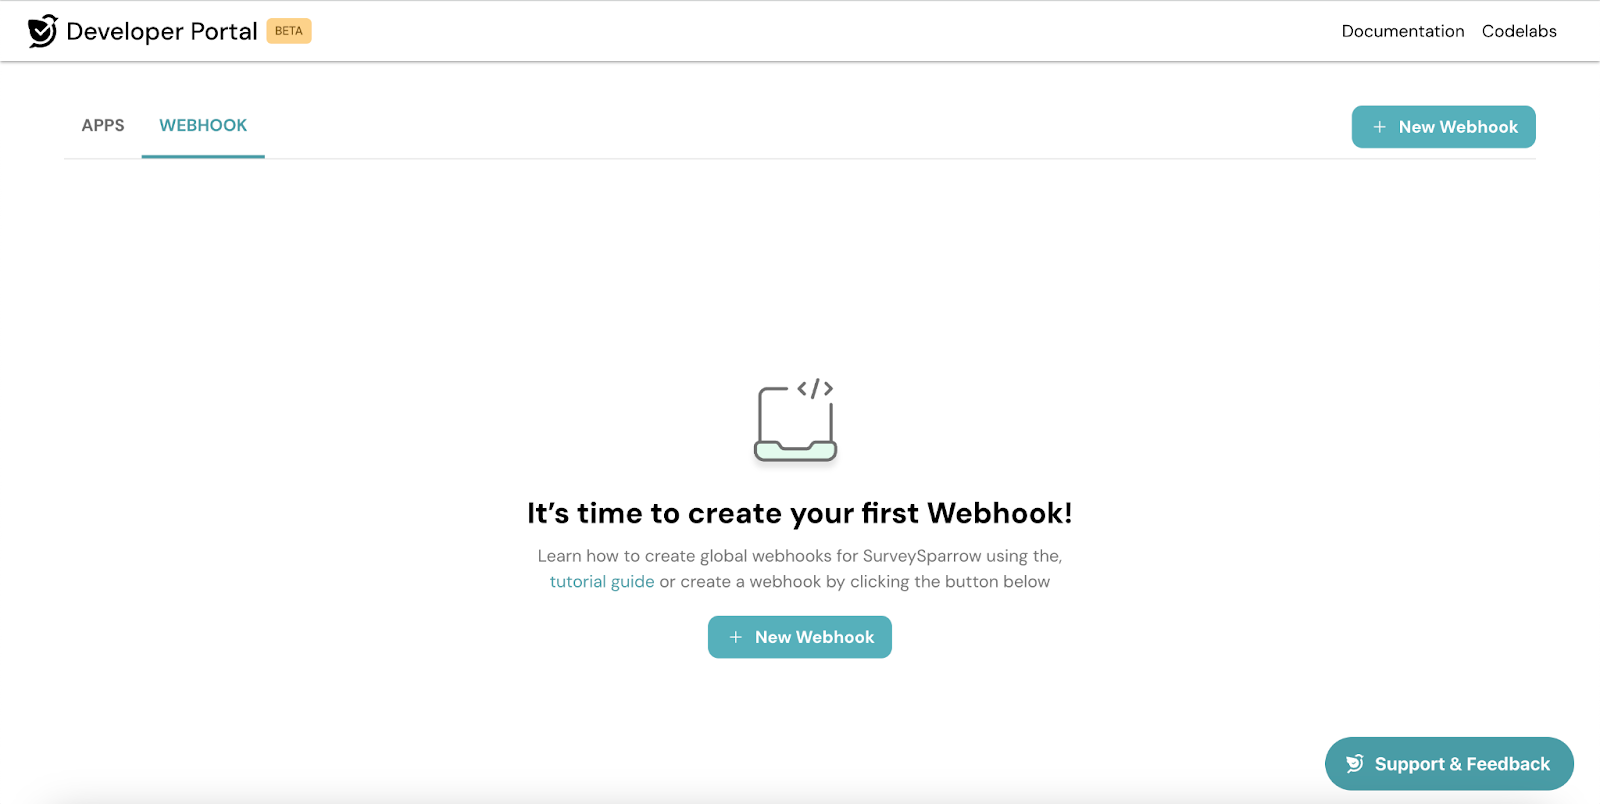 Developer Portal BETA
Documentation Codelabs
APPS WEBHOOK
+ New Webhook
</>
It’s time to create your first Webhook!
Learn how to create global webhooks for SurveySparrow using the,
tutorial guide or create a webhook by clicking the button below
+ New Webhook
Support & Feedback